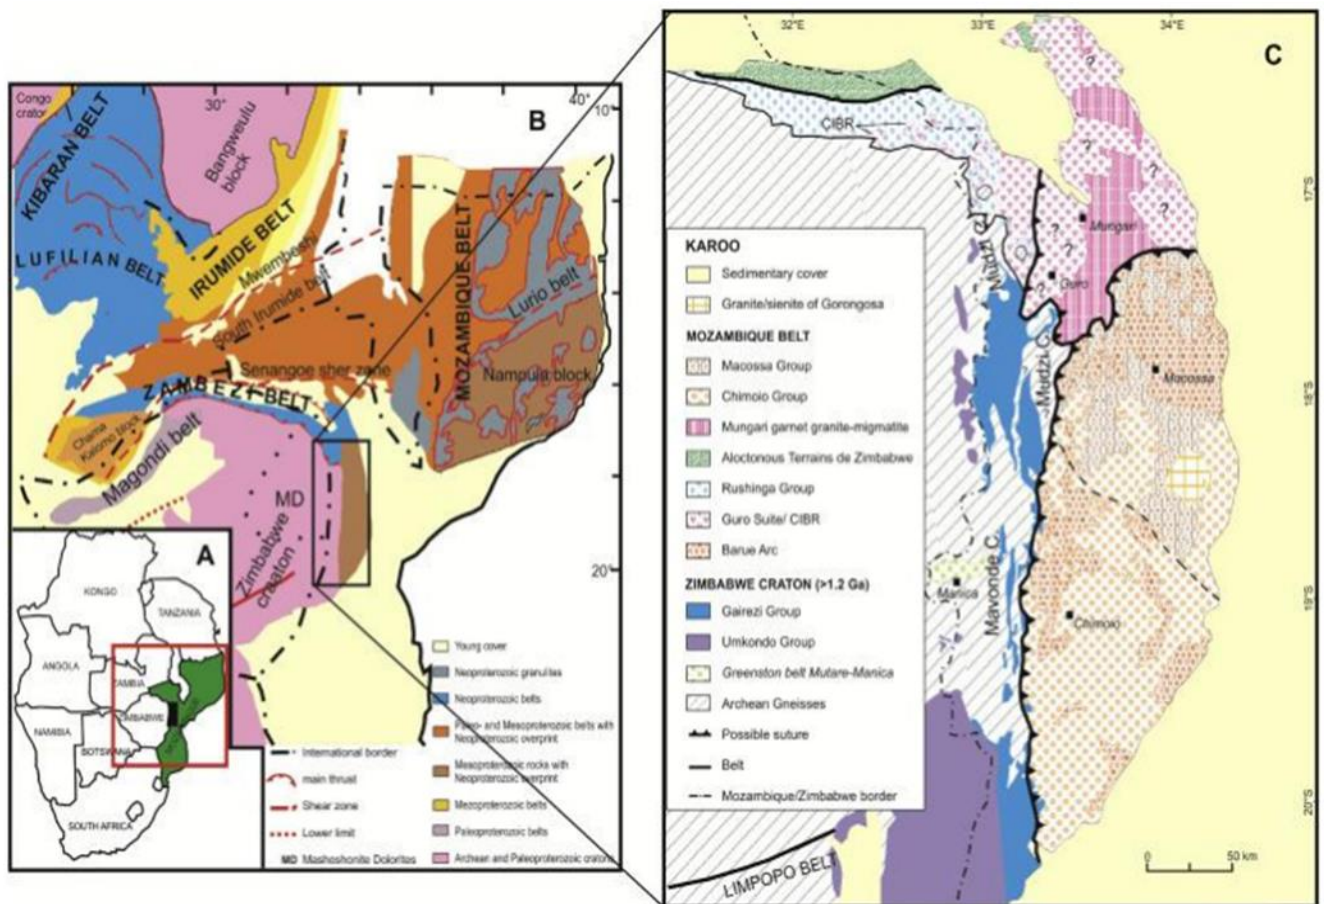 A
KONGO
TANZANIA
ANGOLA
ZAMBIA
ZIMBABWE
NAMIBIA
BOTSWANA
SOUTH AFRICA
B
30°
40°
10°
20°
Congo
craton
KIBARAN BELT
Bangweulu
block
LUFILIAN BELT
IRUMIDE BELT
Mwembeshi
South Irumide belt
MOZAMBIQUE BELT
Lurio belt
Senangoe sher zone
Nampula block
ZAMBEZI BELT
Choma
Kalomo block
Magondi belt
MD
Zimbabwe
craton
International border
main thrust
Shear zone
Lower limit
MD Mashoshonite Dolorites
Young cover
Neoproterozoic granulites
Neoproterozoic belts
Paleo- and Mesoproterozoic belts with
Neoproterozoic overprint
Mesoproterozoic rocks with
Neoproterozoic overprint
Mezoproterozoic belts
Paleoproterozoic belts
Archean and Paleoproterozoic cratons
C
32°E
33°E
34°E
17°S
18°S
19°S
20°S
CIBR
?
?
?
?
?
?
?
Mungari
Guro
Mudzi C.
Mudzi C.
Macossa
Manica
Mavonde C.
Chimoio
LIMPOPO BELT
0 50 km
KAROO
Sedimentary cover
Granite/sienite of Gorongosa
MOZAMBIQUE BELT
Macossa Group
Chimoio Group
Mungari garnet granite-migmatite
Aloctonous Terrains de Zimbabwe
Rushinga Group
Guro Suite/ CIBR
Barue Arc
ZIMBABWE CRATON (>1.2 Ga)
Gairezi Group
Umkondo Group
Greenston belt Mutare-Manica
Archean Gneisses
Possible suture
Belt
Mozambique/Zimbabwe border